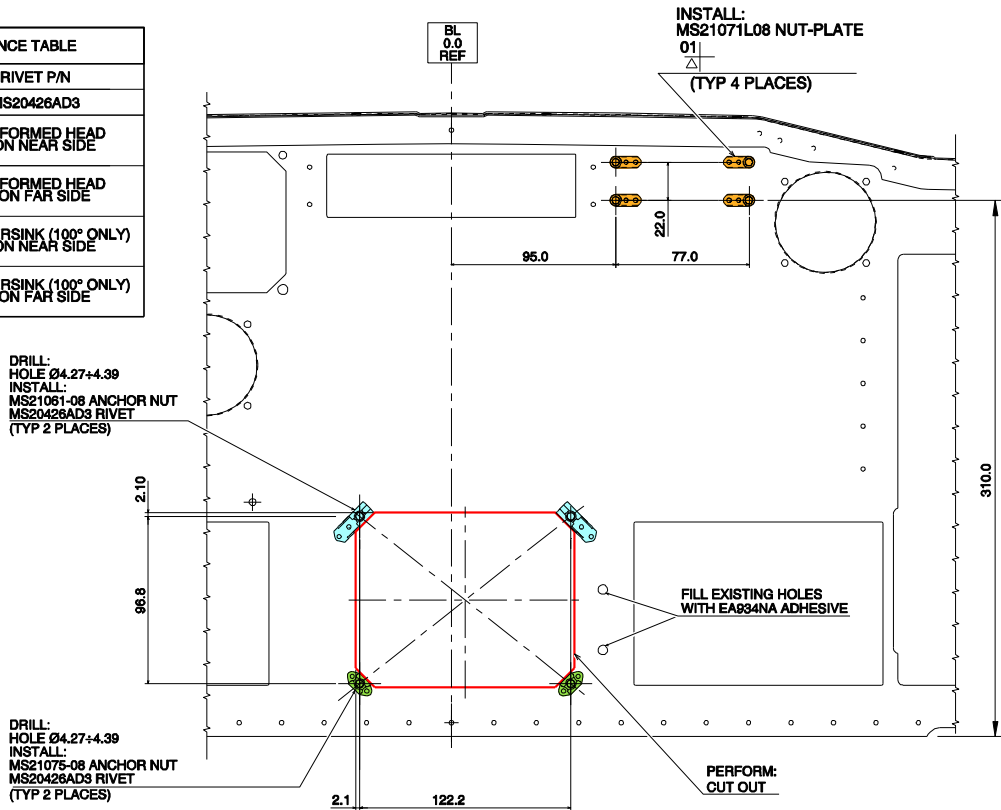 NCE TABLE
RIVET P/N
MS20426AD3
FORMED HEAD
ON NEAR SIDE
FORMED HEAD
ON FAR SIDE
RSINK (100° ONLY)
ON NEAR SIDE
RSINK (100° ONLY)
ON FAR SIDE
BL
0.0
REF
INSTALL:
MS21071L08 NUT-PLATE
01
(TYP 4 PLACES)
22.0
95.0
77.0
310.0
DRILL:
HOLE Ø4.27÷4.39
INSTALL:
MS21061-08 ANCHOR NUT
MS20426AD3 RIVET
(TYP 2 PLACES)
2.10
96.8
FILL EXISTING HOLES
WITH EA934NA ADHESIVE
DRILL:
HOLE Ø4.27÷4.39
INSTALL:
MS21075-08 ANCHOR NUT
MS20426AD3 RIVET
(TYP 2 PLACES)
2.1
122.2
PERFORM:
CUT OUT